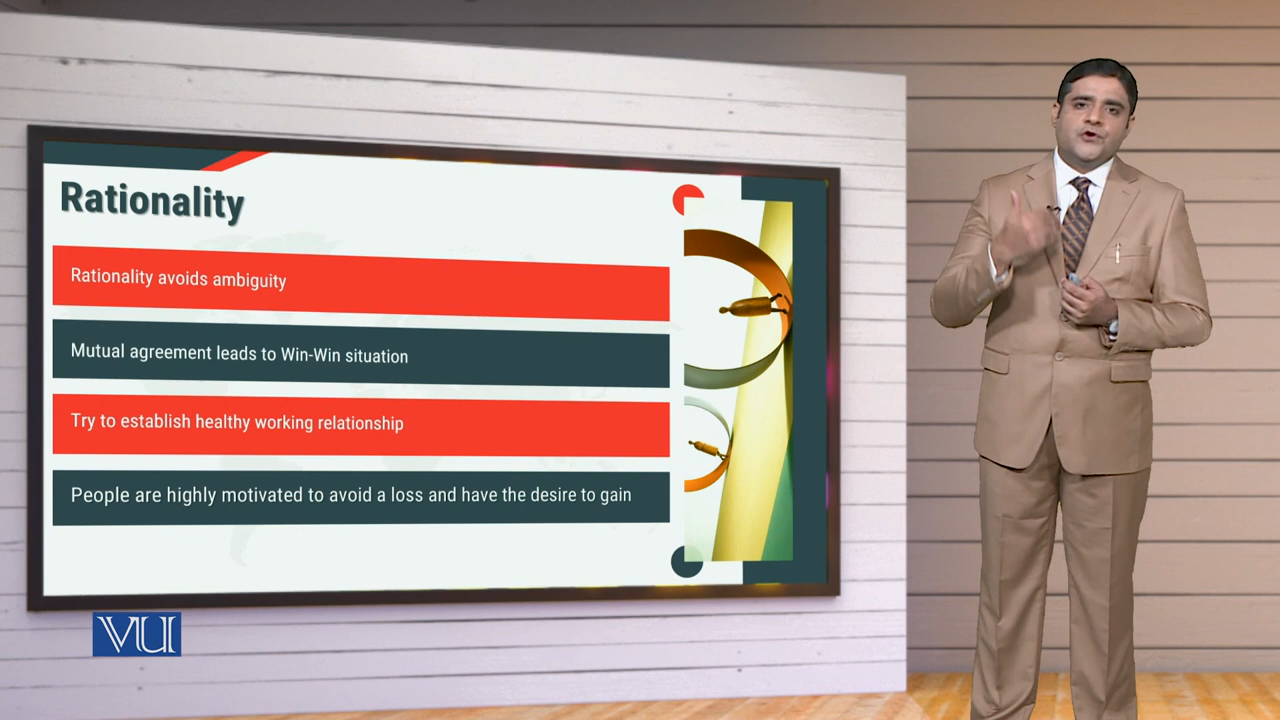 Rationality
Rationality avoids ambiguity
Mutual agreement leads to Win-Win situation
Try to establish healthy working relationship
People are highly motivated to avoid a loss and have the desire to gain
VU